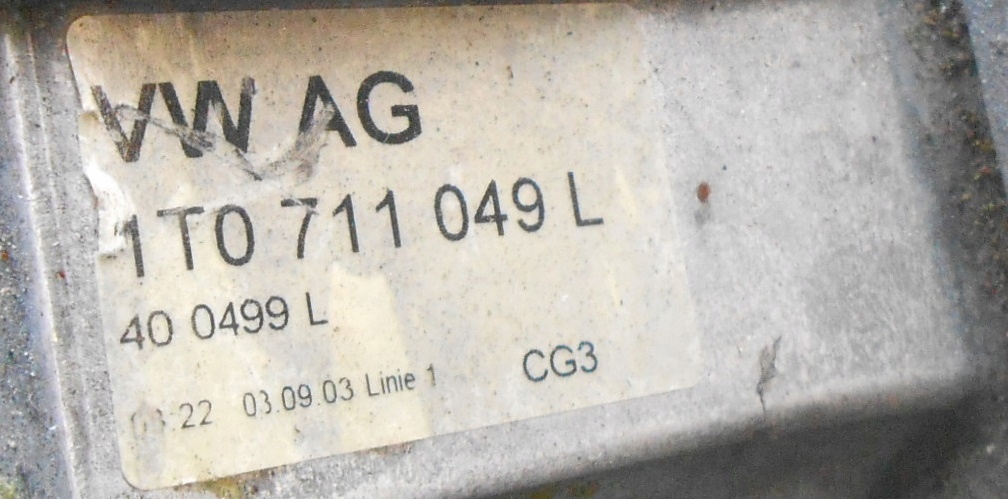 VW AG
1T0 711 049 L
40 0499 L
03.09.03 Linie 1 CG3